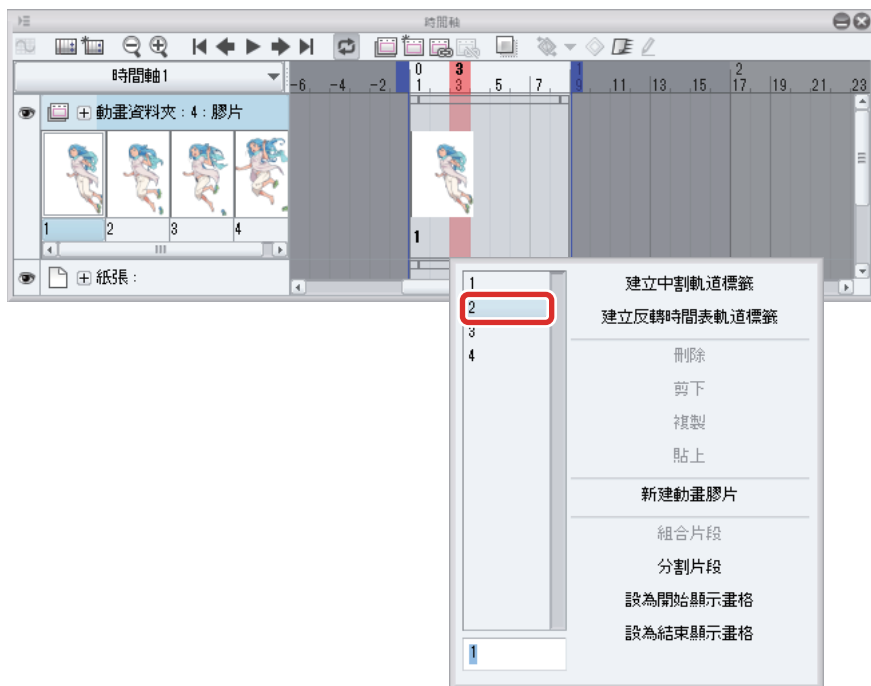 時間軸
時間軸1
-6 -4 -2 0 1 3 3 5 7 1 9 11 13 15 2 17 19 21 23
動畫資料夾:4:膠片
1 2 3 4
1
紙張:
1
2
3
4
1
建立中割軌道標籤
建立反轉時間表軌道標籤
刪除
剪下
複製
貼上
新建動畫膠片
組合片段
分割片段
設為開始顯示畫格
設為結束顯示畫格